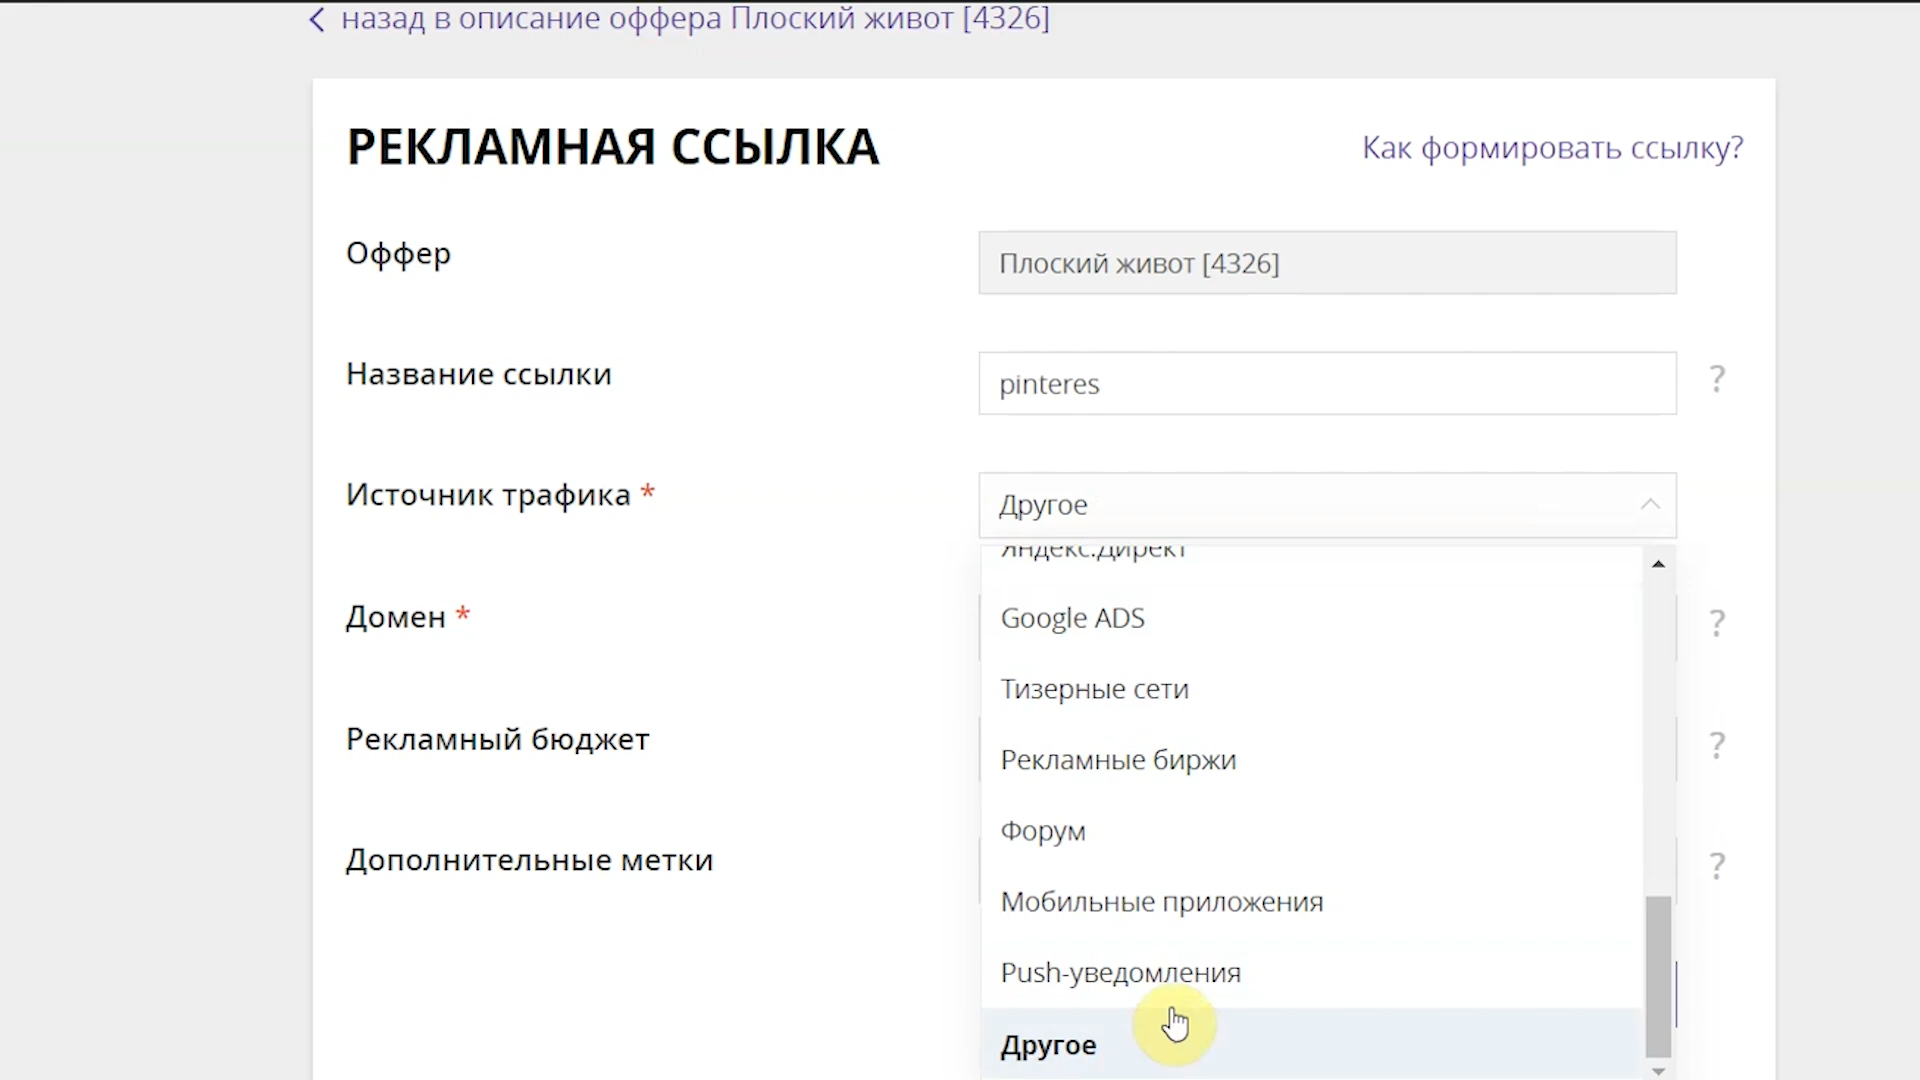 назад в описание оффера Плоский живот [4326]
РЕКЛАМНАЯ ССЫЛКА
Как формировать ссылку?
Оффер
Плоский живот [4326]
Название ссылки
pinteres
?
Источник трафика *
Другое
Яндекс.Директ
Google ADS
Домен *
?
Тизерные сети
Рекламный бюджет
Рекламные биржи
?
Форум
Дополнительные метки
?
Мобильные приложения
Push-уведомления
Другое